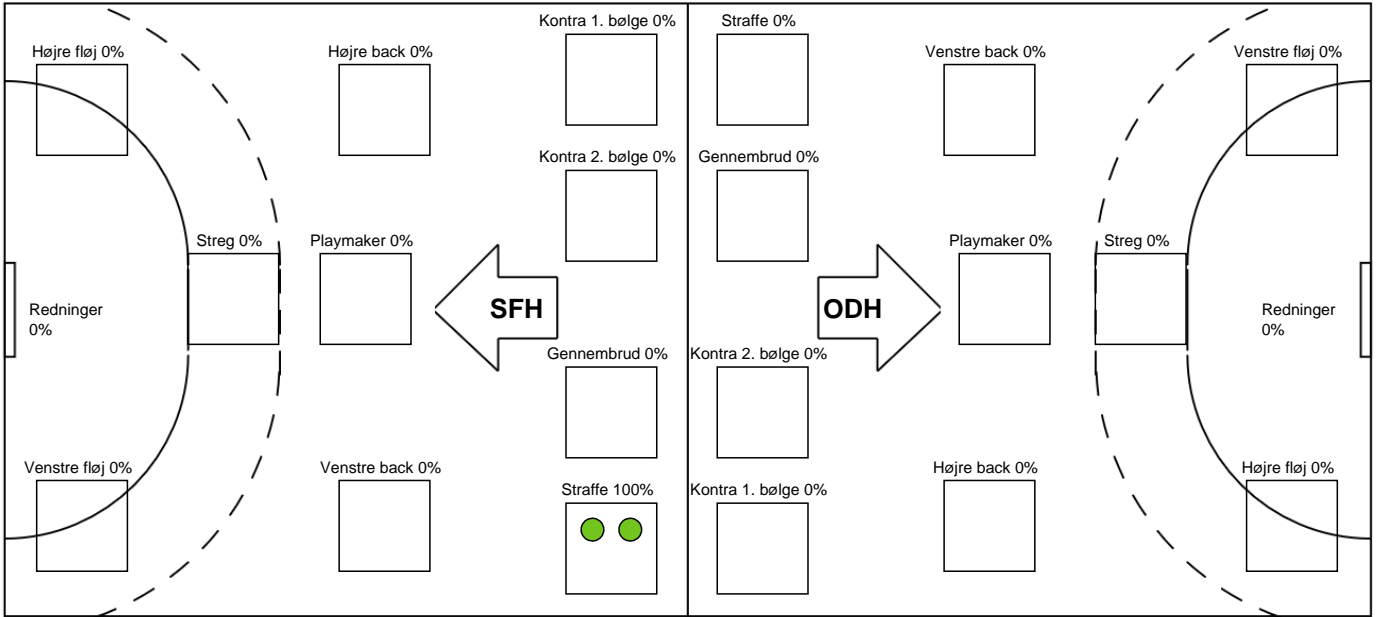 Kontra 1. bølge 0%
Straffe 0%
Højre fløj 0%
Højre back 0%
Venstre back 0%
Venstre fløj 0%
Kontra 2. bølge 0%
Gennembrud 0%
Streg 0%
Playmaker 0%
Playmaker 0%
Streg 0%
Redninger
0%
SFH
ODH
Redninger
0%
Gennembrud 0%
Kontra 2. bølge 0%
Venstre fløj 0%
Venstre back 0%
Højre back 0%
Højre fløj 0%
Straffe 100%
Kontra 1. bølge 0%